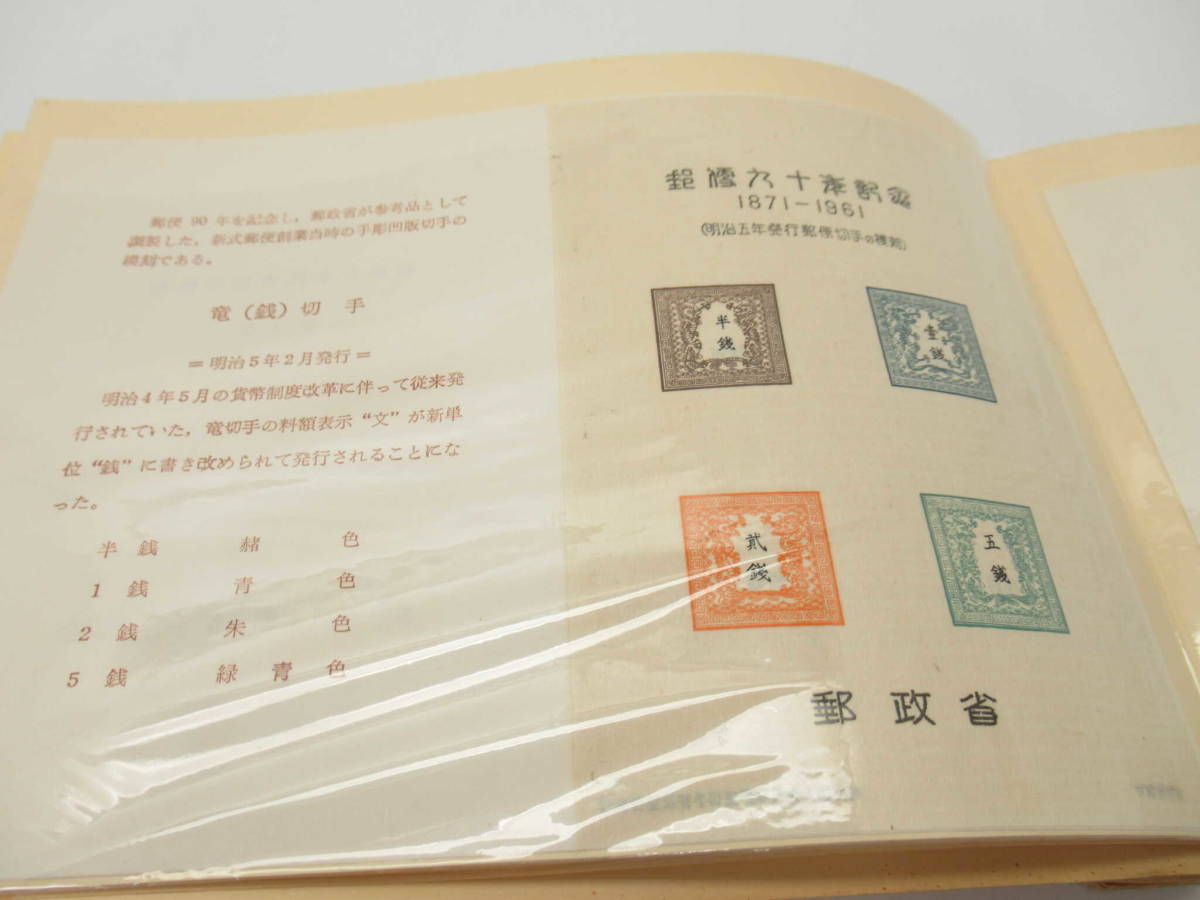 郵便 90 年を記念し，郵政省が参考品として
調製した，新式郵便創業当時の手彫凹版切手の
模刻である。
竜（銭）切 手
＝明治５年２月発行＝
明治４年５月の貨幣制度改革に伴って従来発
行されていた，竜切手の料額表示“文”が新単
位“銭”に書き改められて発行されることにな
った。
半 銭 赭 色
1 銭 青 色
2 銭 朱 色
5 銭 緑 青 色
郵便九十年記念
1871-1961
(明治五年発行郵便切手の模刻)
半
銭
壹
銭
貳
銭
五
銭
郵政省